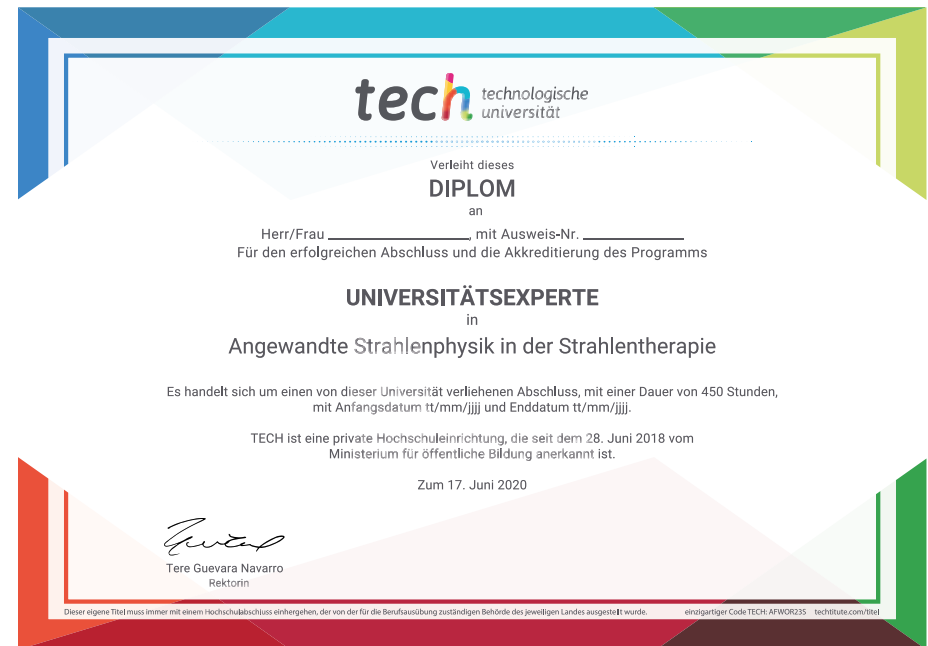 tech technologische
universität
Verleiht dieses
DIPLOM
an
Herr/Frau ____________________, mit Ausweis-Nr. ______________
Für den erfolgreichen Abschluss und die Akkreditierung des Programms
UNIVERSITÄTSEXPERTE
in
Angewandte Strahlenphysik in der Strahlentherapie
Es handelt sich um einen von dieser Universität verliehenen Abschluss, mit einer Dauer von 450 Stunden,
mit Anfangsdatum tt/mm/jjjj und Enddatum tt/mm/jjjj.
TECH ist eine private Hochschuleinrichtung, die seit dem 28. Juni 2018 vom
Ministerium für öffentliche Bildung anerkannt ist.
Zum 17. Juni 2020
Tere Guevara Navarro
Rektorin
Dieser eigene Titel muss immer mit einem Hochschulabschluss einhergehen, der von der für die Berufsausübung zuständigen Behörde des jeweiligen Landes ausgestellt wurde. einzigartiger Code TECH: AFWOR235 techtitute.com/titel